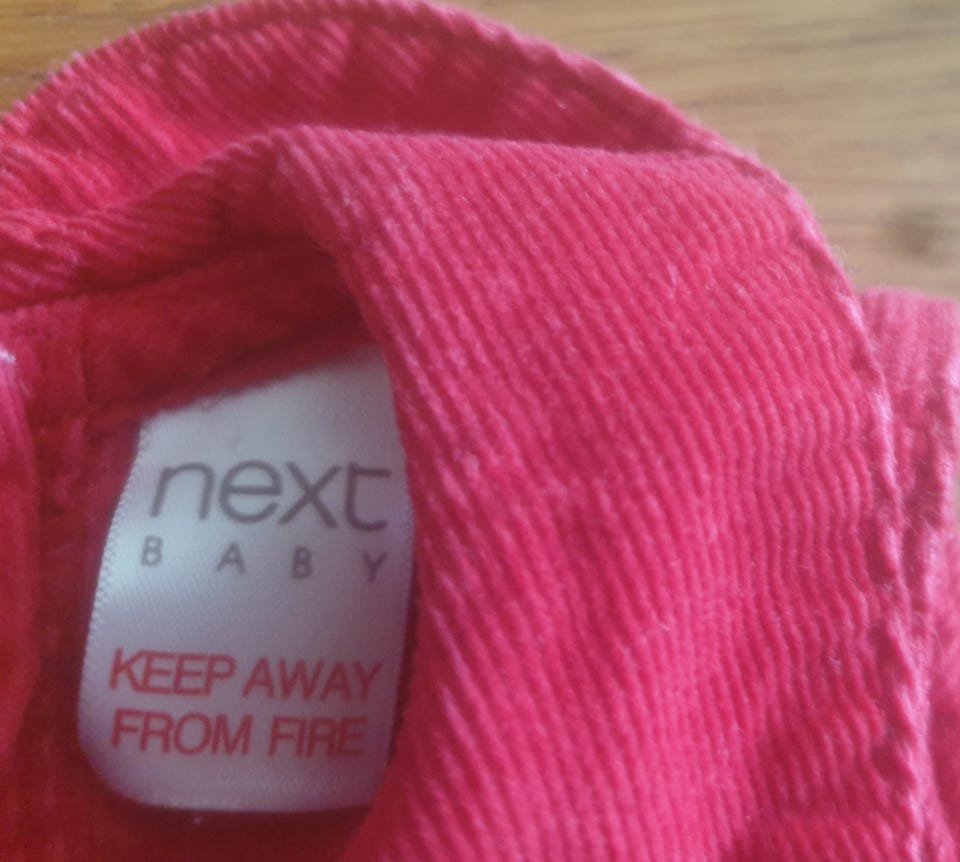 next
BABY
KEEP AWAY
FROM FIRE